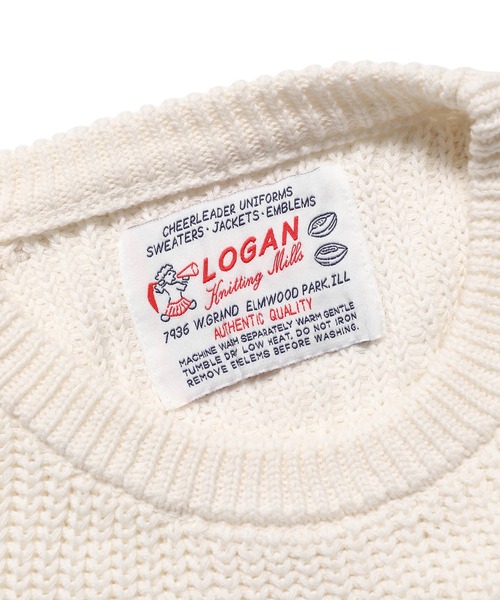 CHEERLEADER UNIFORMS
SWEATERS · JACKETS · EMBLEMS
LOGAN
Knitting Mills
7936 W. GRAND ELMWOOD PARK, ILL
AUTHENTIC QUALITY
MACHINE WASH SEPARATELY WARM GENTLE
TUMBLE DRY LOW HEAT. DO NOT IRON
REMOVE EMBLEMS BEFORE WASHING.